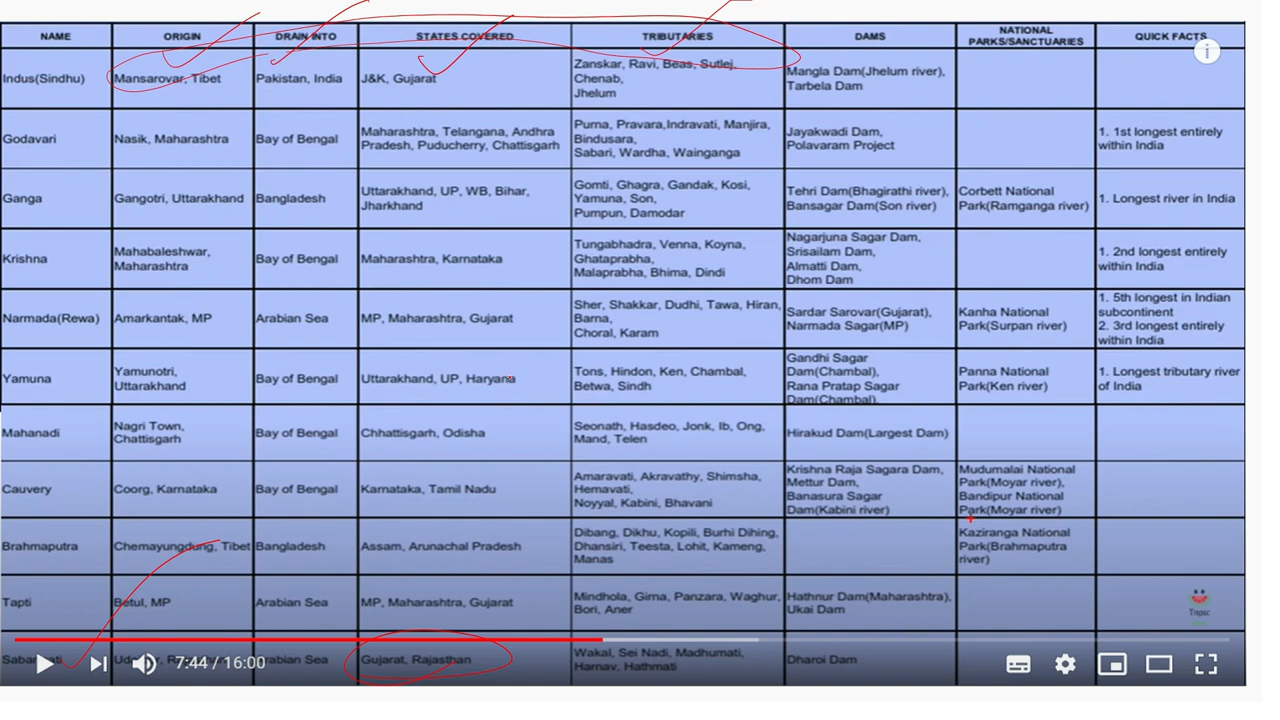 NAME ORIGIN DRAIN INTO STATES COVERED TRIBUTARIES DAMS NATIONAL PARKS/SANCTUARIES QUICK FACTS
Indus(Sindhu)
Mansarovar, Tibet
Pakistan, India
J&K, Gujarat
Zanskar, Ravi, Beas, Sutlej,
Chenab,
Jhelum
Mangla Dam(Jhelum river),
Tarbela Dam
Godavari
Nasik, Maharashtra
Bay of Bengal
Maharashtra, Telangana, Andhra
Pradesh, Puducherry, Chattisgarh
Purna, Pravara,Indravati, Manjira,
Bindusara,
Sabari, Wardha, Wainganga
Jayakwadi Dam,
Polavaram Project
1. 1st longest entirely
within India
Ganga
Gangotri, Uttarakhand
Bangladesh
Uttarakhand, UP, WB, Bihar,
Jharkhand
Gomti, Ghagra, Gandak, Kosi,
Yamuna, Son,
Pumpun, Damodar
Tehri Dam(Bhagirathi river),
Bansagar Dam(Son river)
Corbett National
Park(Ramganga river)
1. Longest river in India
Krishna
Mahabaleshwar,
Maharashtra
Bay of Bengal
Maharashtra, Karnataka
Tungabhadra, Venna, Koyna,
Ghataprabha,
Malaprabha, Bhima, Dindi
Nagarjuna Sagar Dam,
Srisailam Dam,
Almatti Dam,
Dhom Dam
1. 2nd longest entirely
within India
Narmada(Rewa)
Amarkantak, MP
Arabian Sea
MP, Maharashtra, Gujarat
Sher, Shakkar, Dudhi, Tawa, Hiran,
Barna,
Choral, Karam
Sardar Sarovar(Gujarat),
Narmada Sagar(MP)
Kanha National
Park(Surpan river)
1. 5th longest in Indian
subcontinent
2. 3rd longest entirely
within India
Yamuna
Yamunotri,
Uttarakhand
Bay of Bengal
Uttarakhand, UP, Haryana
Tons, Hindon, Ken, Chambal,
Betwa, Sindh
Gandhi Sagar
Dam(Chambal),
Rana Pratap Sagar
Dam(Chambal),
Panna National
Park(Ken river)
1. Longest tributary river
of India
Mahanadi
Nagri Town,
Chattisgarh
Bay of Bengal
Chhattisgarh, Odisha
Seonath, Hasdeo, Jonk, Ib, Ong,
Mand, Telen
Hirakud Dam(Largest Dam)
Cauvery
Coorg, Karnataka
Bay of Bengal
Karnataka, Tamil Nadu
Amaravati, Akravathy, Shimsha,
Hemavati,
Noyyal, Kabini, Bhavani
Krishna Raja Sagara Dam,
Mettur Dam,
Banasura Sagar
Dam(Kabini river)
Mudumalai National
Park(Moyar river),
Bandipur National
Park(Moyar river)
Brahmaputra
Chemayungdung, Tibet
Bangladesh
Assam, Arunachal Pradesh
Dibang, Dikhu, Kopili, Burhi Dihing,
Dhansiri, Teesta, Lohit, Kameng,
Manas
Kaziranga National
Park(Brahmaputra
river)
Tapti
Betul, MP
Arabian Sea
MP, Maharashtra, Gujarat
Mindhola, Girna, Panzara, Waghur,
Bori, Aner
Hathnur Dam(Maharashtra),
Ukai Dam
Tnpsc
Arabian Sea
Gujarat, Rajasthan
Wakal, Sei Nadi, Madhumati,
Harnav, Hathmati
Dharoi Dam
7:44 / 16:00